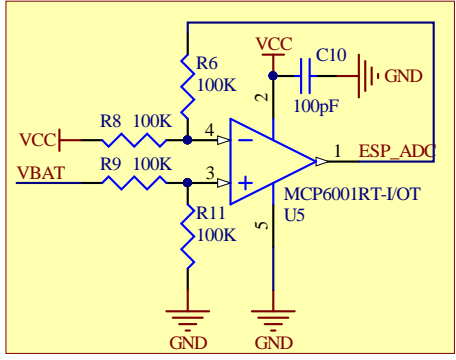 VCC
C10
R6
100K
GND
100pF
2
R8 100K
VCC
4
R9 100K
VBAT
3
1
ESP_ADC
MCP6001RT-I/OT
U5
R11
100K
5
GND
GND